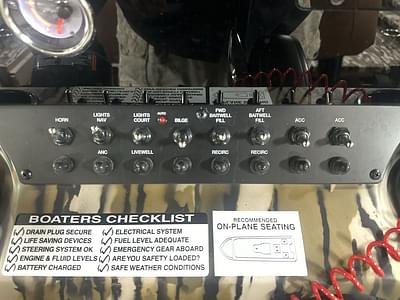 HORN
LIGHTS
NAV
LIGHTS
COURT
AUTO
BILGE
FWD
BAITWELL
FILL
AFT
BAITWELL
FILL
ACC
ACC
ANC
LIVEWELL
RECIRC
RECIRC
BOATERS CHECKLIST
DRAIN PLUG SECURE
LIFE SAVING DEVICES
STEERING SYSTEM OK
ENGINE & FLUID LEVELS
BATTERY CHARGED
ELECTRICAL SYSTEM
FUEL LEVEL ADEQUATE
EMERGENCY GEAR ABOARD
ARE YOU SAFELY LOADED?
SAFE WEATHER CONDITIONS
RECOMMENDED
ON-PLANE SEATING